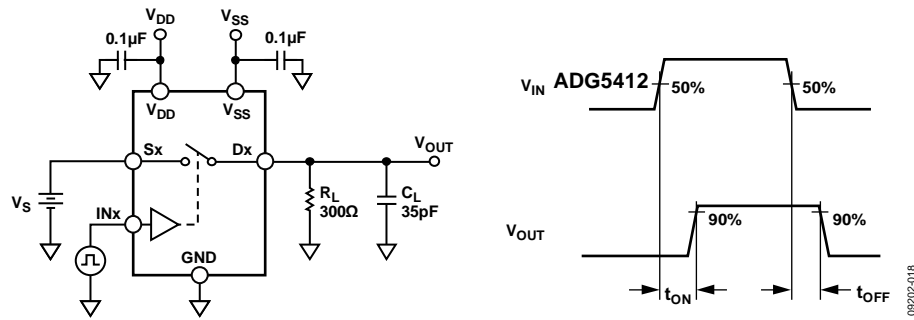 VDD
VSS
0.1µF
0.1µF
VDD
VSS
Sx
Dx
VOUT
VS
INx
RL
300Ω
CL
35pF
GND
VIN ADG5412
50%
50%
VOUT
90%
90%
tON
tOFF
09202-018